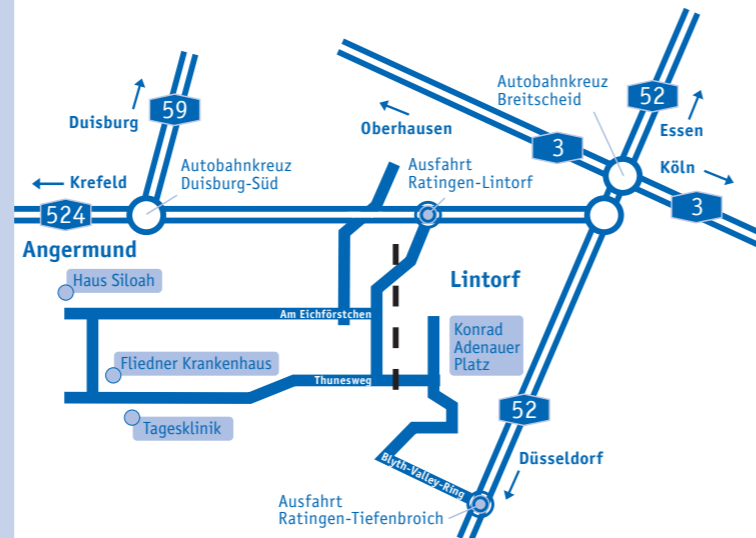 Autobahnkreuz
Breitscheid
52
59
Duisburg
Oberhausen
Essen
3
Autobahnkreuz
Duisburg-Süd
Ausfahrt
Ratingen-Lintorf
Köln
Krefeld
524
3
Angermund
Haus Siloah
Lintorf
Am Eichförstchen
Konrad
Adenauer
Platz
Fliedner Krankenhaus
Thunesweg
52
Tagesklinik
Blyth-Valley-Ring
Düsseldorf
Ausfahrt
Ratingen-Tiefenbroich